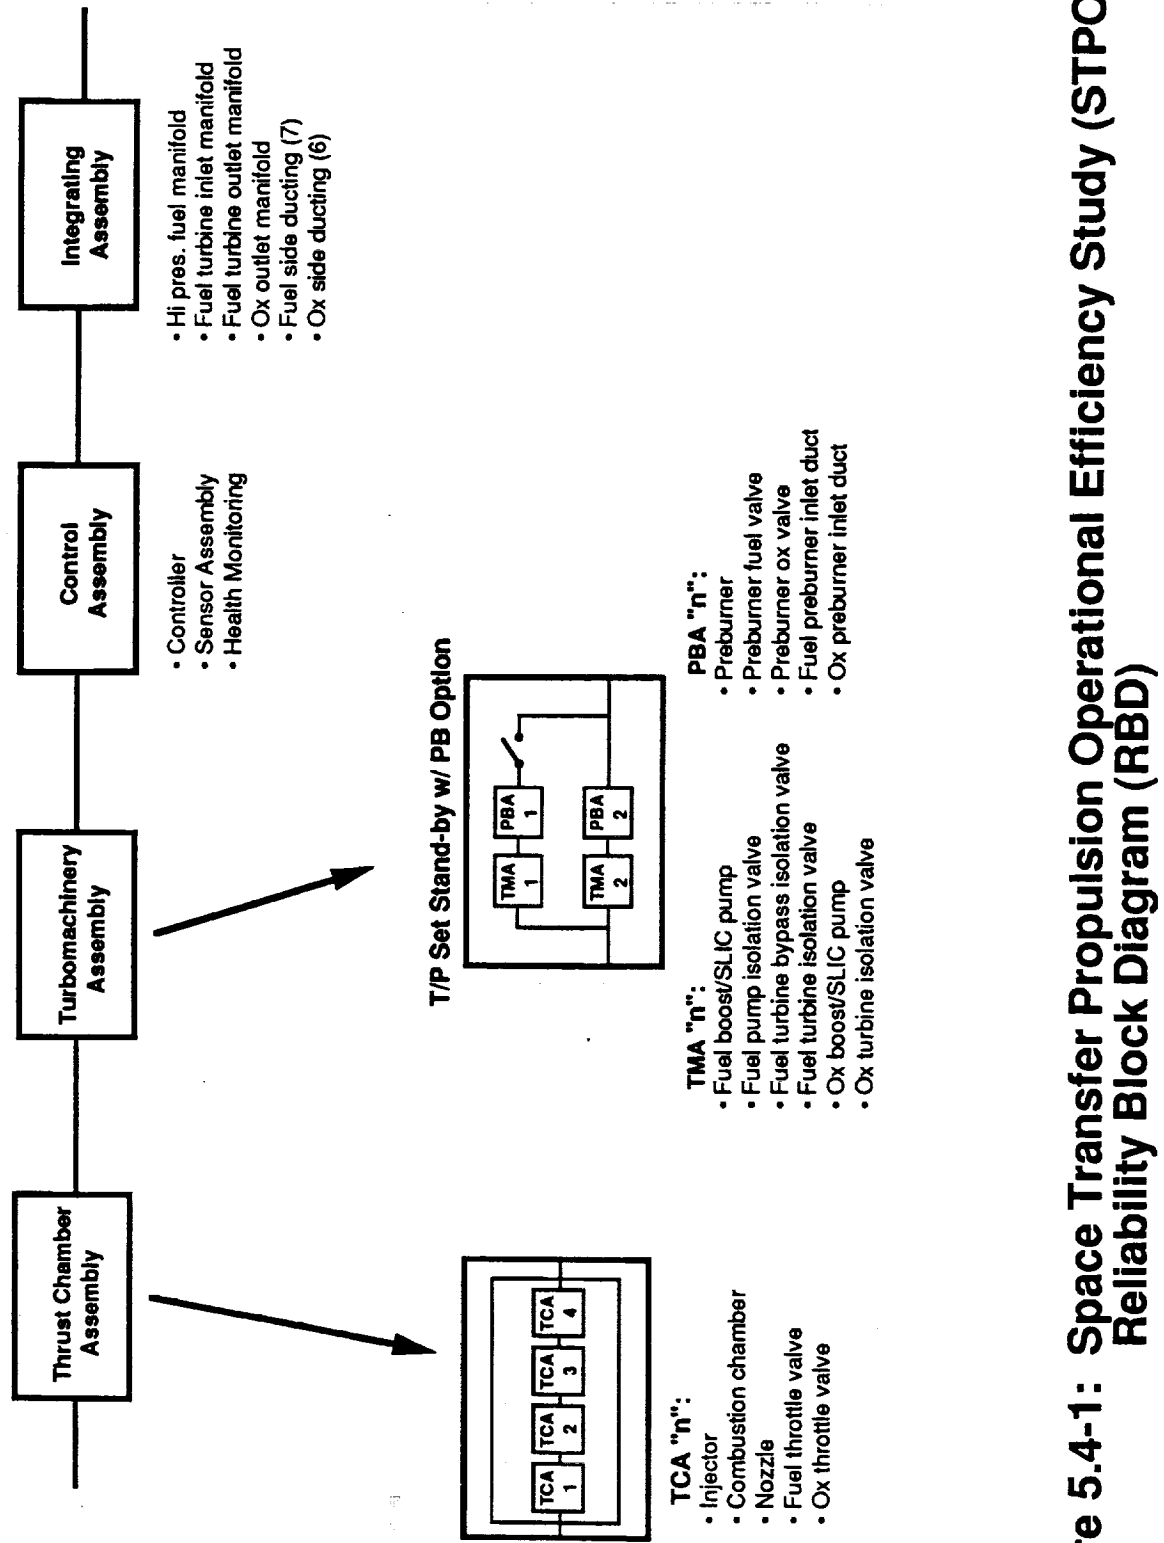 Thrust Chamber
Assembly
Turbomachinery
Assembly
Control
Assembly
Integrating
Assembly
• Controller
• Sensor Assembly
• Health Monitoring
• Hi pres. fuel manifold
• Fuel turbine inlet manifold
• Fuel turbine outlet manifold
• Ox outlet manifold
• Fuel side ducting (7)
• Ox side ducting (6)
T/P Set Stand-by w/ PB Option
TCA
1
TCA
2
TCA
3
TCA
4
TMA
1
PBA
1
TMA
2
PBA
2
TCA "n":
• Injector
• Combustion chamber
• Nozzle
• Fuel throttle valve
• Ox throttle valve
TMA "n":
• Fuel boost/SLIC pump
• Fuel pump isolation valve
• Fuel turbine bypass isolation valve
• Fuel turbine isolation valve
• Ox boost/SLIC pump
• Ox turbine isolation valve
PBA "n":
• Preburner
• Preburner fuel valve
• Preburner ox valve
• Fuel preburner inlet duct
• Ox preburner inlet duct
re 5.4-1: Space Transfer Propulsion Operational Efficiency Study (STPO
Reliability Block Diagram (RBD)